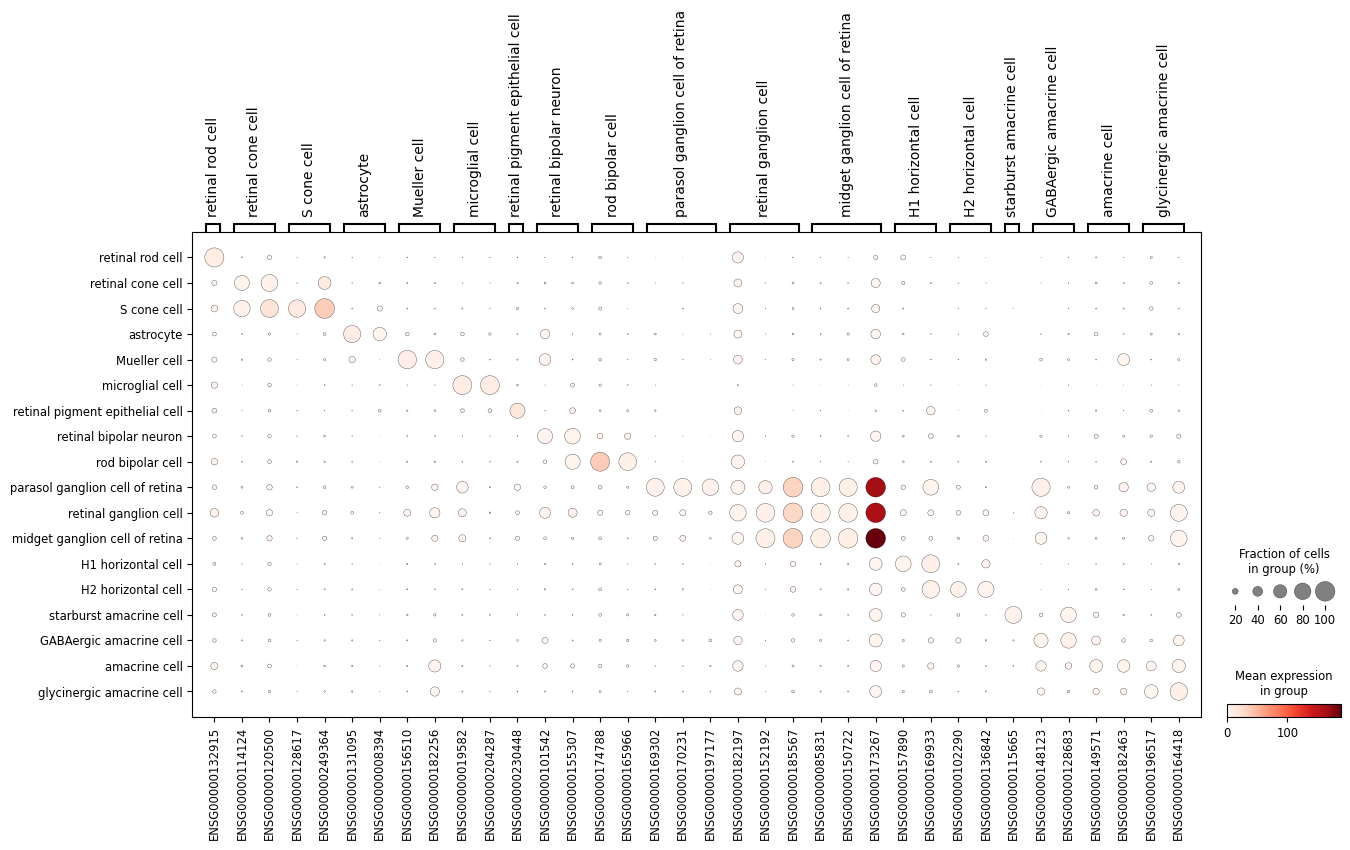 retinal rod cell
retinal cone cell
S cone cell
astrocyte
Mueller cell
microglial cell
retinal pigment epithelial cell
retinal bipolar neuron
rod bipolar cell
parasol ganglion cell of retina
retinal ganglion cell
midget ganglion cell of retina
H1 horizontal cell
H2 horizontal cell
starburst amacrine cell
GABAergic amacrine cell
amacrine cell
glycinergic amacrine cell
retinal rod cell
retinal cone cell
S cone cell
astrocyte
Mueller cell
microglial cell
retinal pigment epithelial cell
retinal bipolar neuron
rod bipolar cell
parasol ganglion cell of retina
retinal ganglion cell
midget ganglion cell of retina
H1 horizontal cell
H2 horizontal cell
starburst amacrine cell
GABAergic amacrine cell
amacrine cell
glycinergic amacrine cell
ENSG00000132915
ENSG00000114124
ENSG00000120500
ENSG00000128617
ENSG00000249364
ENSG00000131095
ENSG00000008394
ENSG00000156510
ENSG00000182256
ENSG00000019582
ENSG00000204287
ENSG00000230448
ENSG00000101542
ENSG00000155307
ENSG00000174788
ENSG00000165966
ENSG00000169302
ENSG00000170231
ENSG00000197177
ENSG00000182197
ENSG00000152192
ENSG00000185567
ENSG00000085831
ENSG00000150722
ENSG00000173267
ENSG00000157890
ENSG00000169933
ENSG00000102290
ENSG00000136842
ENSG00000115665
ENSG00000148123
ENSG00000128683
ENSG00000149571
ENSG00000182463
ENSG00000196517
ENSG00000164418
Fraction of cells
in group (%)
20 40 60 80 100
Mean expression
in group
0 100